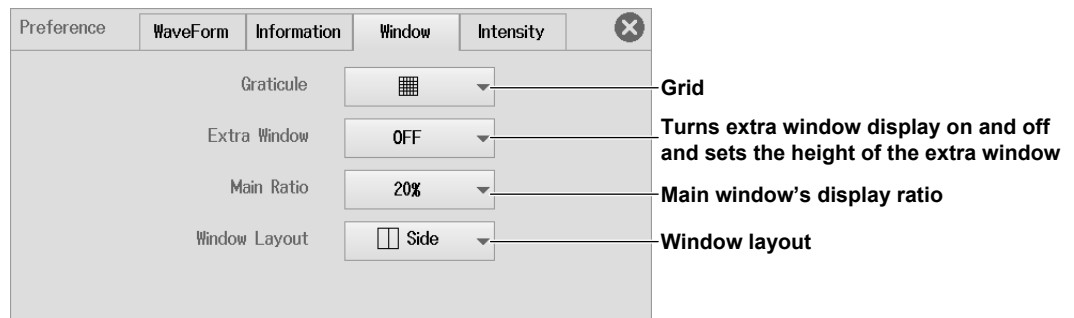 Preference
WaveForm
Information
Window
Intensity
Graticule
Grid
Extra Window
OFF
Turns extra window display on and off
and sets the height of the extra window
Main Ratio
20%
Main window's display ratio
Window Layout
Side
Window layout